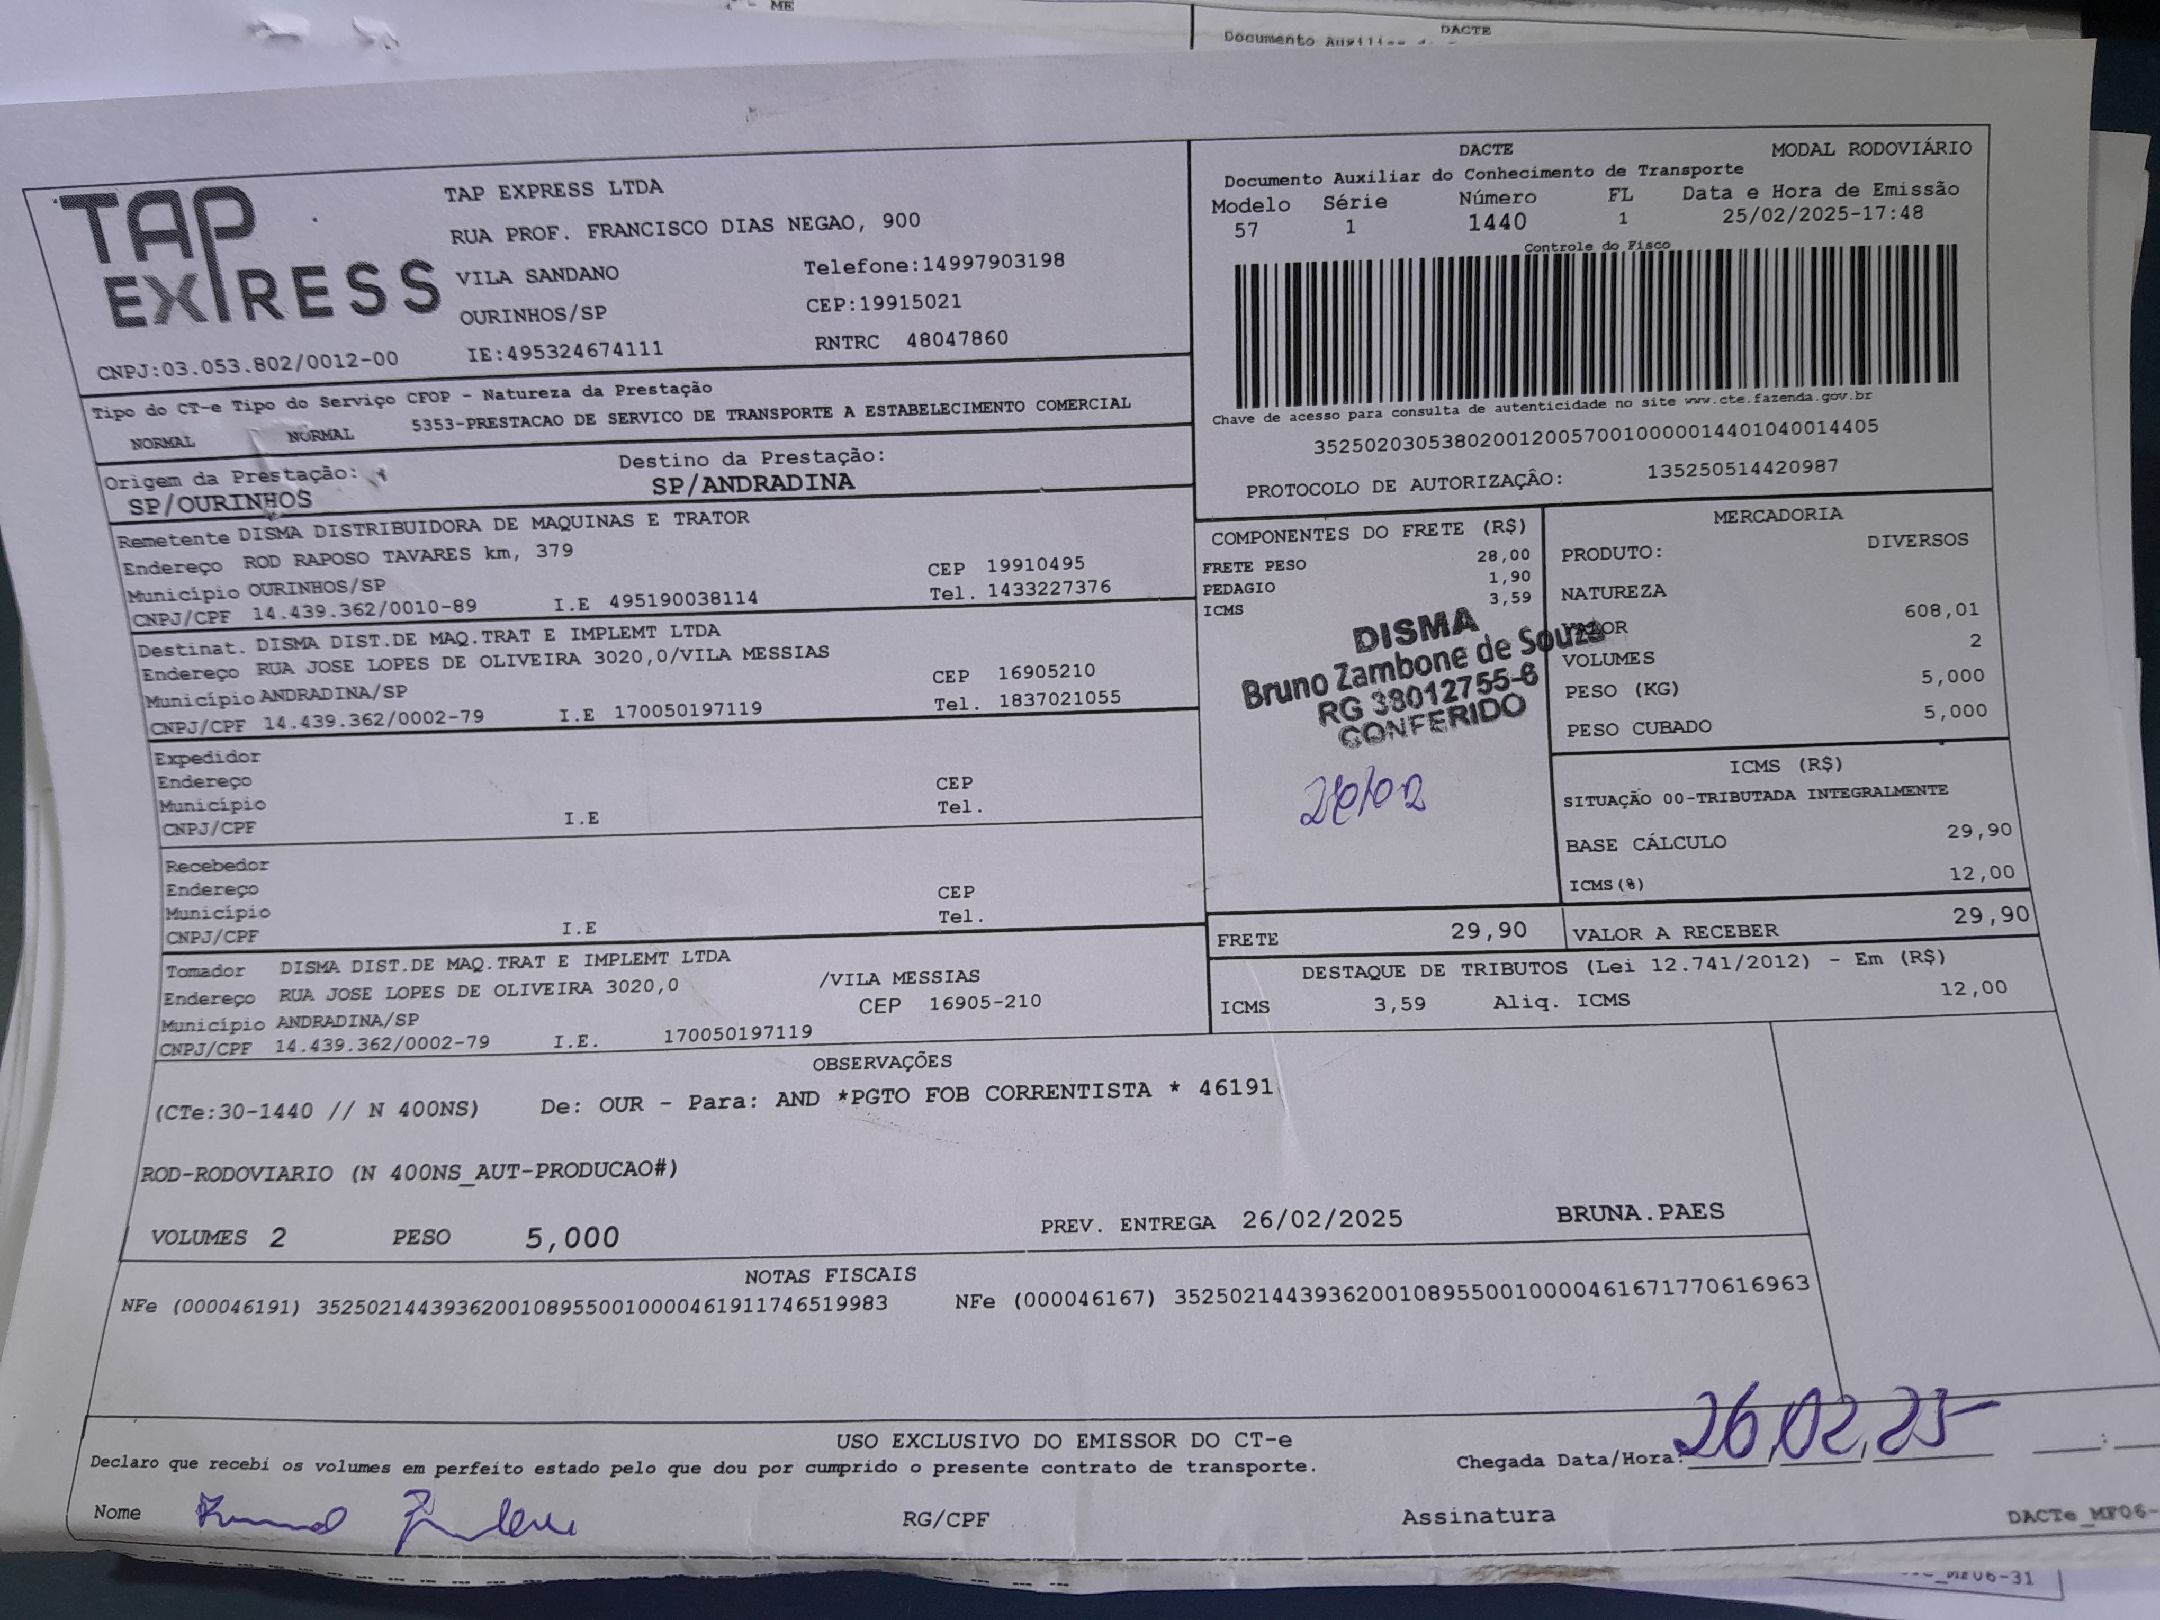 - ME
DACTE
Documento Auxili
TAP
EXPRESS
TAP EXPRESS LTDA
RUA PROF. FRANCISCO DIAS NEGAO, 900
VILA SANDANO Telefone:14997903198
OURINHOS/SP CEP:19915021
CNPJ:03.053.802/0012-00 IE:495324674111 RNTRC 48047860
DACTE MODAL RODOVIÁRIO
Documento Auxiliar do Conhecimento de Transporte
Modelo Série Número FL Data e Hora de Emissão
57 1 1440 1 25/02/2025-17:48
Controle do Fisco
Chave de acesso para consulta de autenticidade no site www.cte.fazenda.gov.br
35250203053802001200570010000014401040014405
PROTOCOLO DE AUTORIZAÇÂO: 135250514420987
Tipo do CT-e Tipo do Serviço CFOP - Natureza da Prestação
NORMAL NORMAL 5353-PRESTACAO DE SERVICO DE TRANSPORTE A ESTABELECIMENTO COMERCIAL
Origem da Prestação: Destino da Prestação:
SP/OURINHOS SP/ANDRADINA
Remetente DISMA DISTRIBUIDORA DE MAQUINAS E TRATOR
Endereço ROD RAPOSO TAVARES km, 379 CEP 19910495
Município OURINHOS/SP Tel. 1433227376
CNPJ/CPF 14.439.362/0010-89 I.E 495190038114
Destinat. DISMA DIST.DE MAQ.TRAT E IMPLEMT LTDA
Endereço RUA JOSE LOPES DE OLIVEIRA 3020,0/VILA MESSIAS CEP 16905210
Município ANDRADINA/SP Tel. 1837021055
CNPJ/CPF 14.439.362/0002-79 I.E 170050197119
Expedidor
Endereço CEP
Município Tel.
CNPJ/CPF I.E
Recebedor
Endereço CEP
Município Tel.
CNPJ/CPF I.E
Tomador DISMA DIST.DE MAQ.TRAT E IMPLEMT LTDA
Endereço RUA JOSE LOPES DE OLIVEIRA 3020,0 /VILA MESSIAS
Município ANDRADINA/SP CEP 16905-210
CNPJ/CPF 14.439.362/0002-79 I.E. 170050197119
COMPONENTES DO FRETE (R$)
FRETE PESO 28,00
PEDAGIO 1,90
ICMS 3,59
DISMA
Bruno Zambone de Souza
RG 38012755-6
CONFERIDO
26/02
MERCADORIA
PRODUTO: DIVERSOS
NATUREZA
VALOR 608,01
VOLUMES 2
PESO (KG) 5,000
PESO CUBADO 5,000
ICMS (R$)
SITUAÇÃO 00-TRIBUTADA INTEGRALMENTE
BASE CÁLCULO 29,90
ICMS(%) 12,00
FRETE 29,90 VALOR A RECEBER 29,90
DESTAQUE DE TRIBUTOS (Lei 12.741/2012) - Em (R$)
ICMS 3,59 Aliq. ICMS 12,00
OBSERVAÇÕES
(CTe:30-1440 // N 400NS) De: OUR - Para: AND *PGTO FOB CORRENTISTA * 46191
ROD-RODOVIARIO (N 400NS_AUT-PRODUCAO#)
VOLUMES 2 PESO 5,000 PREV. ENTREGA 26/02/2025 BRUNA.PAES
NOTAS FISCAIS
NFe (000046191) 35250214439362001089550010000461911746519983 NFe (000046167) 35250214439362001089550010000461671770616963
USO EXCLUSIVO DO EMISSOR DO CT-e
Declaro que recebi os volumes em perfeito estado pelo que dou por cumprido o presente contrato de transporte. Chegada Data/Hora: 26,02,25
Nome RG/CPF Assinatura DACTe_MF06-
MF06-31